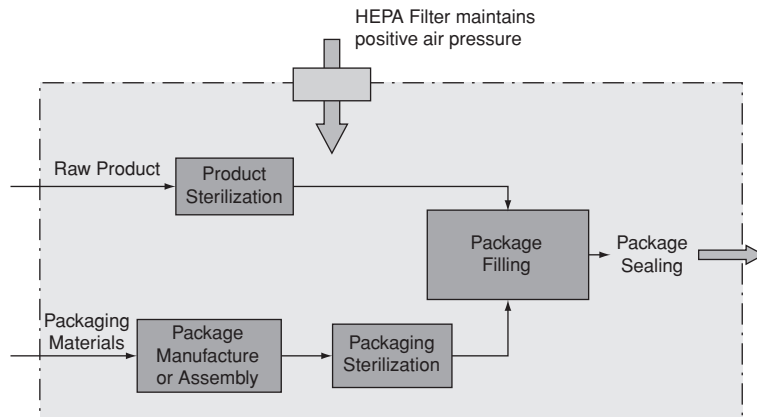 HEPA Filter maintains
positive air pressure
Raw Product
Product
Sterilization
Package
Filling
Package
Sealing
Packaging
Materials
Package
Manufacture
or Assembly
Packaging
Sterilization